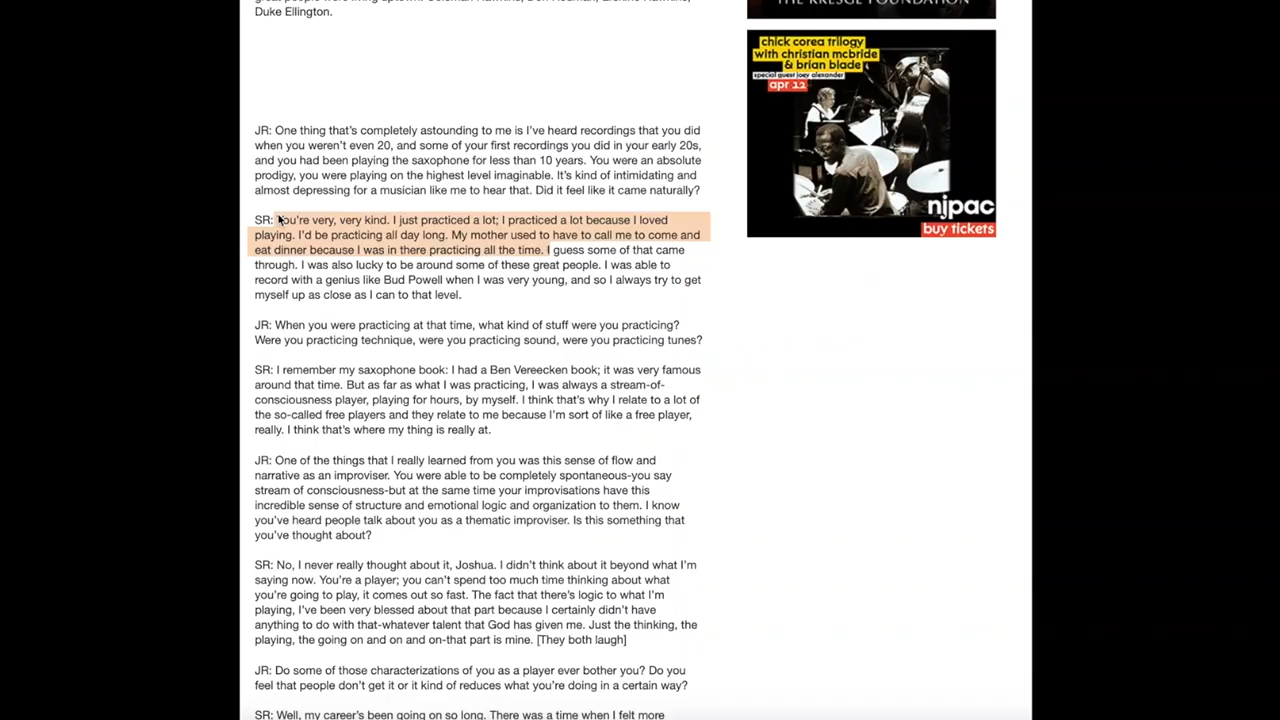 Duke Ellington.
THE KRESGE FOUNDATION
chick corea trilogy
with christian mcbride
& brian blade
special guest joey alexander
apr 12
njpac
buy tickets
JR: One thing that's completely astounding to me is I've heard recordings that you did
when you weren't even 20, and some of your first recordings you did in your early 20s,
and you had been playing the saxophone for less than 10 years. You were an absolute
prodigy, you were playing on the highest level imaginable. It's kind of intimidating and
almost depressing for a musician like me to hear that. Did it feel like it came naturally?
SR: You're very, very kind. I just practiced a lot; I practiced a lot because I loved
playing. I'd be practicing all day long. My mother used to have to call me to come and
eat dinner because I was in there practicing all the time. I guess some of that came
through. I was also lucky to be around some of these great people. I was able to
record with a genius like Bud Powell when I was very young, and so I always try to get
myself up as close as I can to that level.
JR: When you were practicing at that time, what kind of stuff were you practicing?
Were you practicing technique, were you practicing sound, were you practicing tunes?
SR: I remember my saxophone book: I had a Ben Vereecken book; it was very famous
around that time. But as far as what I was practicing, I was always a stream-of-
consciousness player, playing for hours, by myself. I think that's why I relate to a lot of
the so-called free players and they relate to me because I'm sort of like a free player,
really. I think that's where my thing is really at.
JR: One of the things that I really learned from you was this sense of flow and
narrative as an improviser. You were able to be completely spontaneous-you say
stream of consciousness-but at the same time your improvisations have this
incredible sense of structure and emotional logic and organization to them. I know
you've heard people talk about you as a thematic improviser. Is this something that
you've thought about?
SR: No, I never really thought about it, Joshua. I didn't think about it beyond what I'm
saying now. You're a player; you can't spend too much time thinking about what
you're going to play, it comes out so fast. The fact that there's logic to what I'm
playing, I've been very blessed about that part because I certainly didn't have
anything to do with that-whatever talent that God has given me. Just the thinking, the
playing, the going on and on and on-that part is mine. [They both laugh]
JR: Do some of those characterizations of you as a player ever bother you? Do you
feel that people don't get it or it kind of reduces what you're doing in a certain way?
SR: Well, my career's been going on so long. There was a time when I felt more